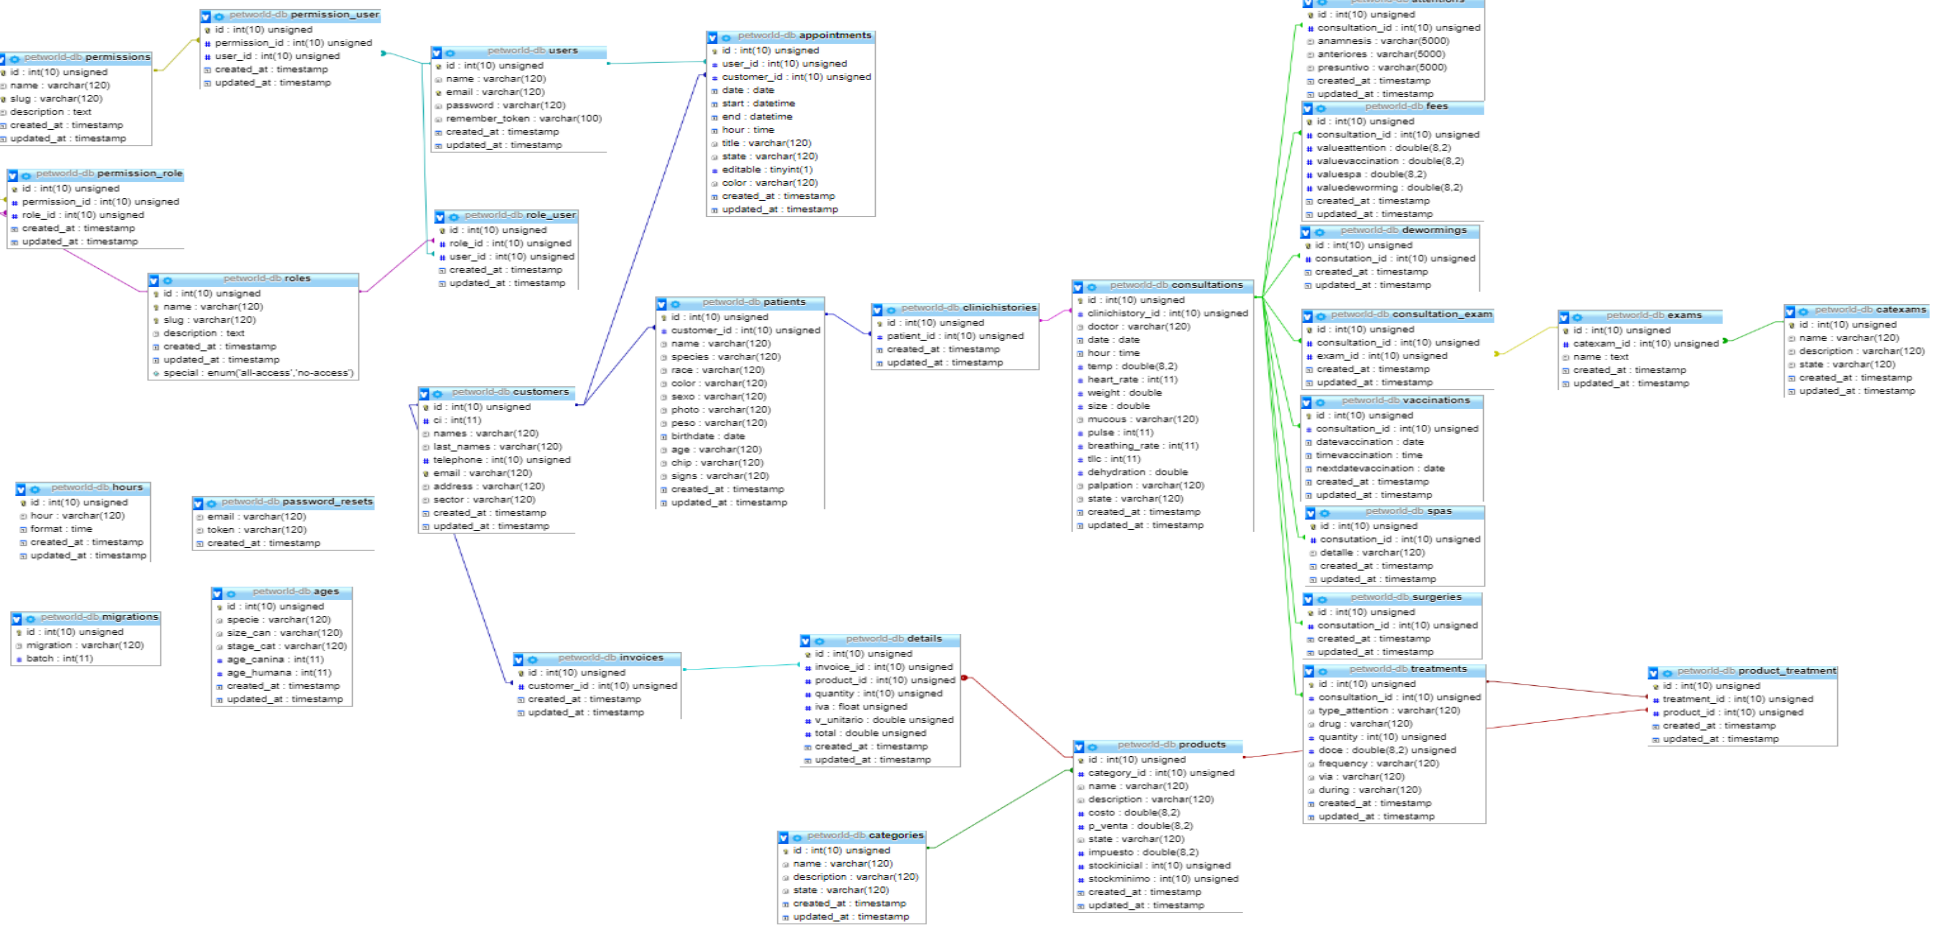 petworld-db permissions
id : int(10) unsigned
name : varchar(120)
slug : varchar(120)
description : text
created_at : timestamp
updated_at : timestamp
petworld-db permission_user
id : int(10) unsigned
permission_id : int(10) unsigned
user_id : int(10) unsigned
created_at : timestamp
updated_at : timestamp
petworld-db users
id : int(10) unsigned
name : varchar(120)
email : varchar(120)
password : varchar(120)
remember_token : varchar(100)
created_at : timestamp
updated_at : timestamp
petworld-db appointments
id : int(10) unsigned
user_id : int(10) unsigned
customer_id : int(10) unsigned
date : date
start : datetime
end : datetime
hour : time
title : varchar(120)
state : varchar(120)
editable : tinyint(1)
color : varchar(120)
created_at : timestamp
updated_at : timestamp
petworld-db attentions
id : int(10) unsigned
consultation_id : int(10) unsigned
anamnesis : varchar(5000)
anteriores : varchar(5000)
presuntivo : varchar(5000)
created_at : timestamp
updated_at : timestamp
petworld-db fees
id : int(10) unsigned
consultation_id : int(10) unsigned
valueattention : double(8,2)
valuevaccination : double(8,2)
valuespa : double(8,2)
valuedeworming : double(8,2)
created_at : timestamp
updated_at : timestamp
petworld-db permission_role
id : int(10) unsigned
permission_id : int(10) unsigned
role_id : int(10) unsigned
created_at : timestamp
updated_at : timestamp
petworld-db role_user
id : int(10) unsigned
role_id : int(10) unsigned
user_id : int(10) unsigned
created_at : timestamp
updated_at : timestamp
petworld-db dewormings
id : int(10) unsigned
consutation_id : int(10) unsigned
created_at : timestamp
updated_at : timestamp
petworld-db roles
id : int(10) unsigned
name : varchar(120)
slug : varchar(120)
description : text
created_at : timestamp
updated_at : timestamp
special : enum('all-access','no-access')
petworld-db patients
id : int(10) unsigned
customer_id : int(10) unsigned
name : varchar(120)
species : varchar(120)
race : varchar(120)
color : varchar(120)
sexo : varchar(120)
photo : varchar(120)
peso : varchar(120)
birthdate : date
age : varchar(120)
chip : varchar(120)
signs : varchar(120)
created_at : timestamp
updated_at : timestamp
petworld-db clinichistories
id : int(10) unsigned
patient_id : int(10) unsigned
created_at : timestamp
updated_at : timestamp
petworld-db consultations
id : int(10) unsigned
clinichistory_id : int(10) unsigned
doctor : varchar(120)
date : date
hour : time
temp : double(8,2)
heart_rate : int(11)
weight : double
size : double
mucous : varchar(120)
pulse : int(11)
breathing_rate : int(11)
tllc : int(11)
dehydration : double
palpation : varchar(120)
state : varchar(120)
created_at : timestamp
updated_at : timestamp
petworld-db consultation_exam
id : int(10) unsigned
consultation_id : int(10) unsigned
exam_id : int(10) unsigned
created_at : timestamp
updated_at : timestamp
petworld-db exams
id : int(10) unsigned
catexam_id : int(10) unsigned
name : text
created_at : timestamp
updated_at : timestamp
petworld-db catexams
id : int(10) unsigned
name : varchar(120)
description : varchar(120)
state : varchar(120)
created_at : timestamp
updated_at : timestamp
petworld-db customers
id : int(10) unsigned
ci : int(11)
names : varchar(120)
last_names : varchar(120)
telephone : int(10) unsigned
email : varchar(120)
address : varchar(120)
sector : varchar(120)
created_at : timestamp
updated_at : timestamp
petworld-db vaccinations
id : int(10) unsigned
consultation_id : int(10) unsigned
datevaccination : date
timevaccination : time
nextdatevaccination : date
created_at : timestamp
updated_at : timestamp
petworld-db hours
id : int(10) unsigned
hour : varchar(120)
format : time
created_at : timestamp
updated_at : timestamp
petworld-db password_resets
email : varchar(120)
token : varchar(120)
created_at : timestamp
petworld-db spas
id : int(10) unsigned
consutation_id : int(10) unsigned
detalle : varchar(120)
created_at : timestamp
updated_at : timestamp
petworld-db migrations
id : int(10) unsigned
migration : varchar(120)
batch : int(11)
petworld-db ages
id : int(10) unsigned
specie : varchar(120)
size_can : varchar(120)
stage_cat : varchar(120)
age_canina : int(11)
age_humana : int(11)
created_at : timestamp
updated_at : timestamp
petworld-db surgeries
id : int(10) unsigned
consutation_id : int(10) unsigned
created_at : timestamp
updated_at : timestamp
petworld-db invoices
id : int(10) unsigned
customer_id : int(10) unsigned
created_at : timestamp
updated_at : timestamp
petworld-db details
id : int(10) unsigned
invoice_id : int(10) unsigned
product_id : int(10) unsigned
quantity : int(10) unsigned
iva : float unsigned
v_unitario : double unsigned
total : double unsigned
created_at : timestamp
updated_at : timestamp
petworld-db treatments
id : int(10) unsigned
consultation_id : int(10) unsigned
type_attention : varchar(120)
drug : varchar(120)
quantity : int(10) unsigned
doce : double(8,2) unsigned
frequency : varchar(120)
via : varchar(120)
during : varchar(120)
created_at : timestamp
updated_at : timestamp
petworld-db product_treatment
id : int(10) unsigned
treatment_id : int(10) unsigned
product_id : int(10) unsigned
created_at : timestamp
updated_at : timestamp
petworld-db products
id : int(10) unsigned
category_id : int(10) unsigned
name : varchar(120)
description : varchar(120)
costo : double(8,2)
p_venta : double(8,2)
state : varchar(120)
impuesto : double(8,2)
stockinicial : int(10) unsigned
stockminimo : int(10) unsigned
created_at : timestamp
updated_at : timestamp
petworld-db categories
id : int(10) unsigned
name : varchar(120)
description : varchar(120)
state : varchar(120)
created_at : timestamp
updated_at : timestamp